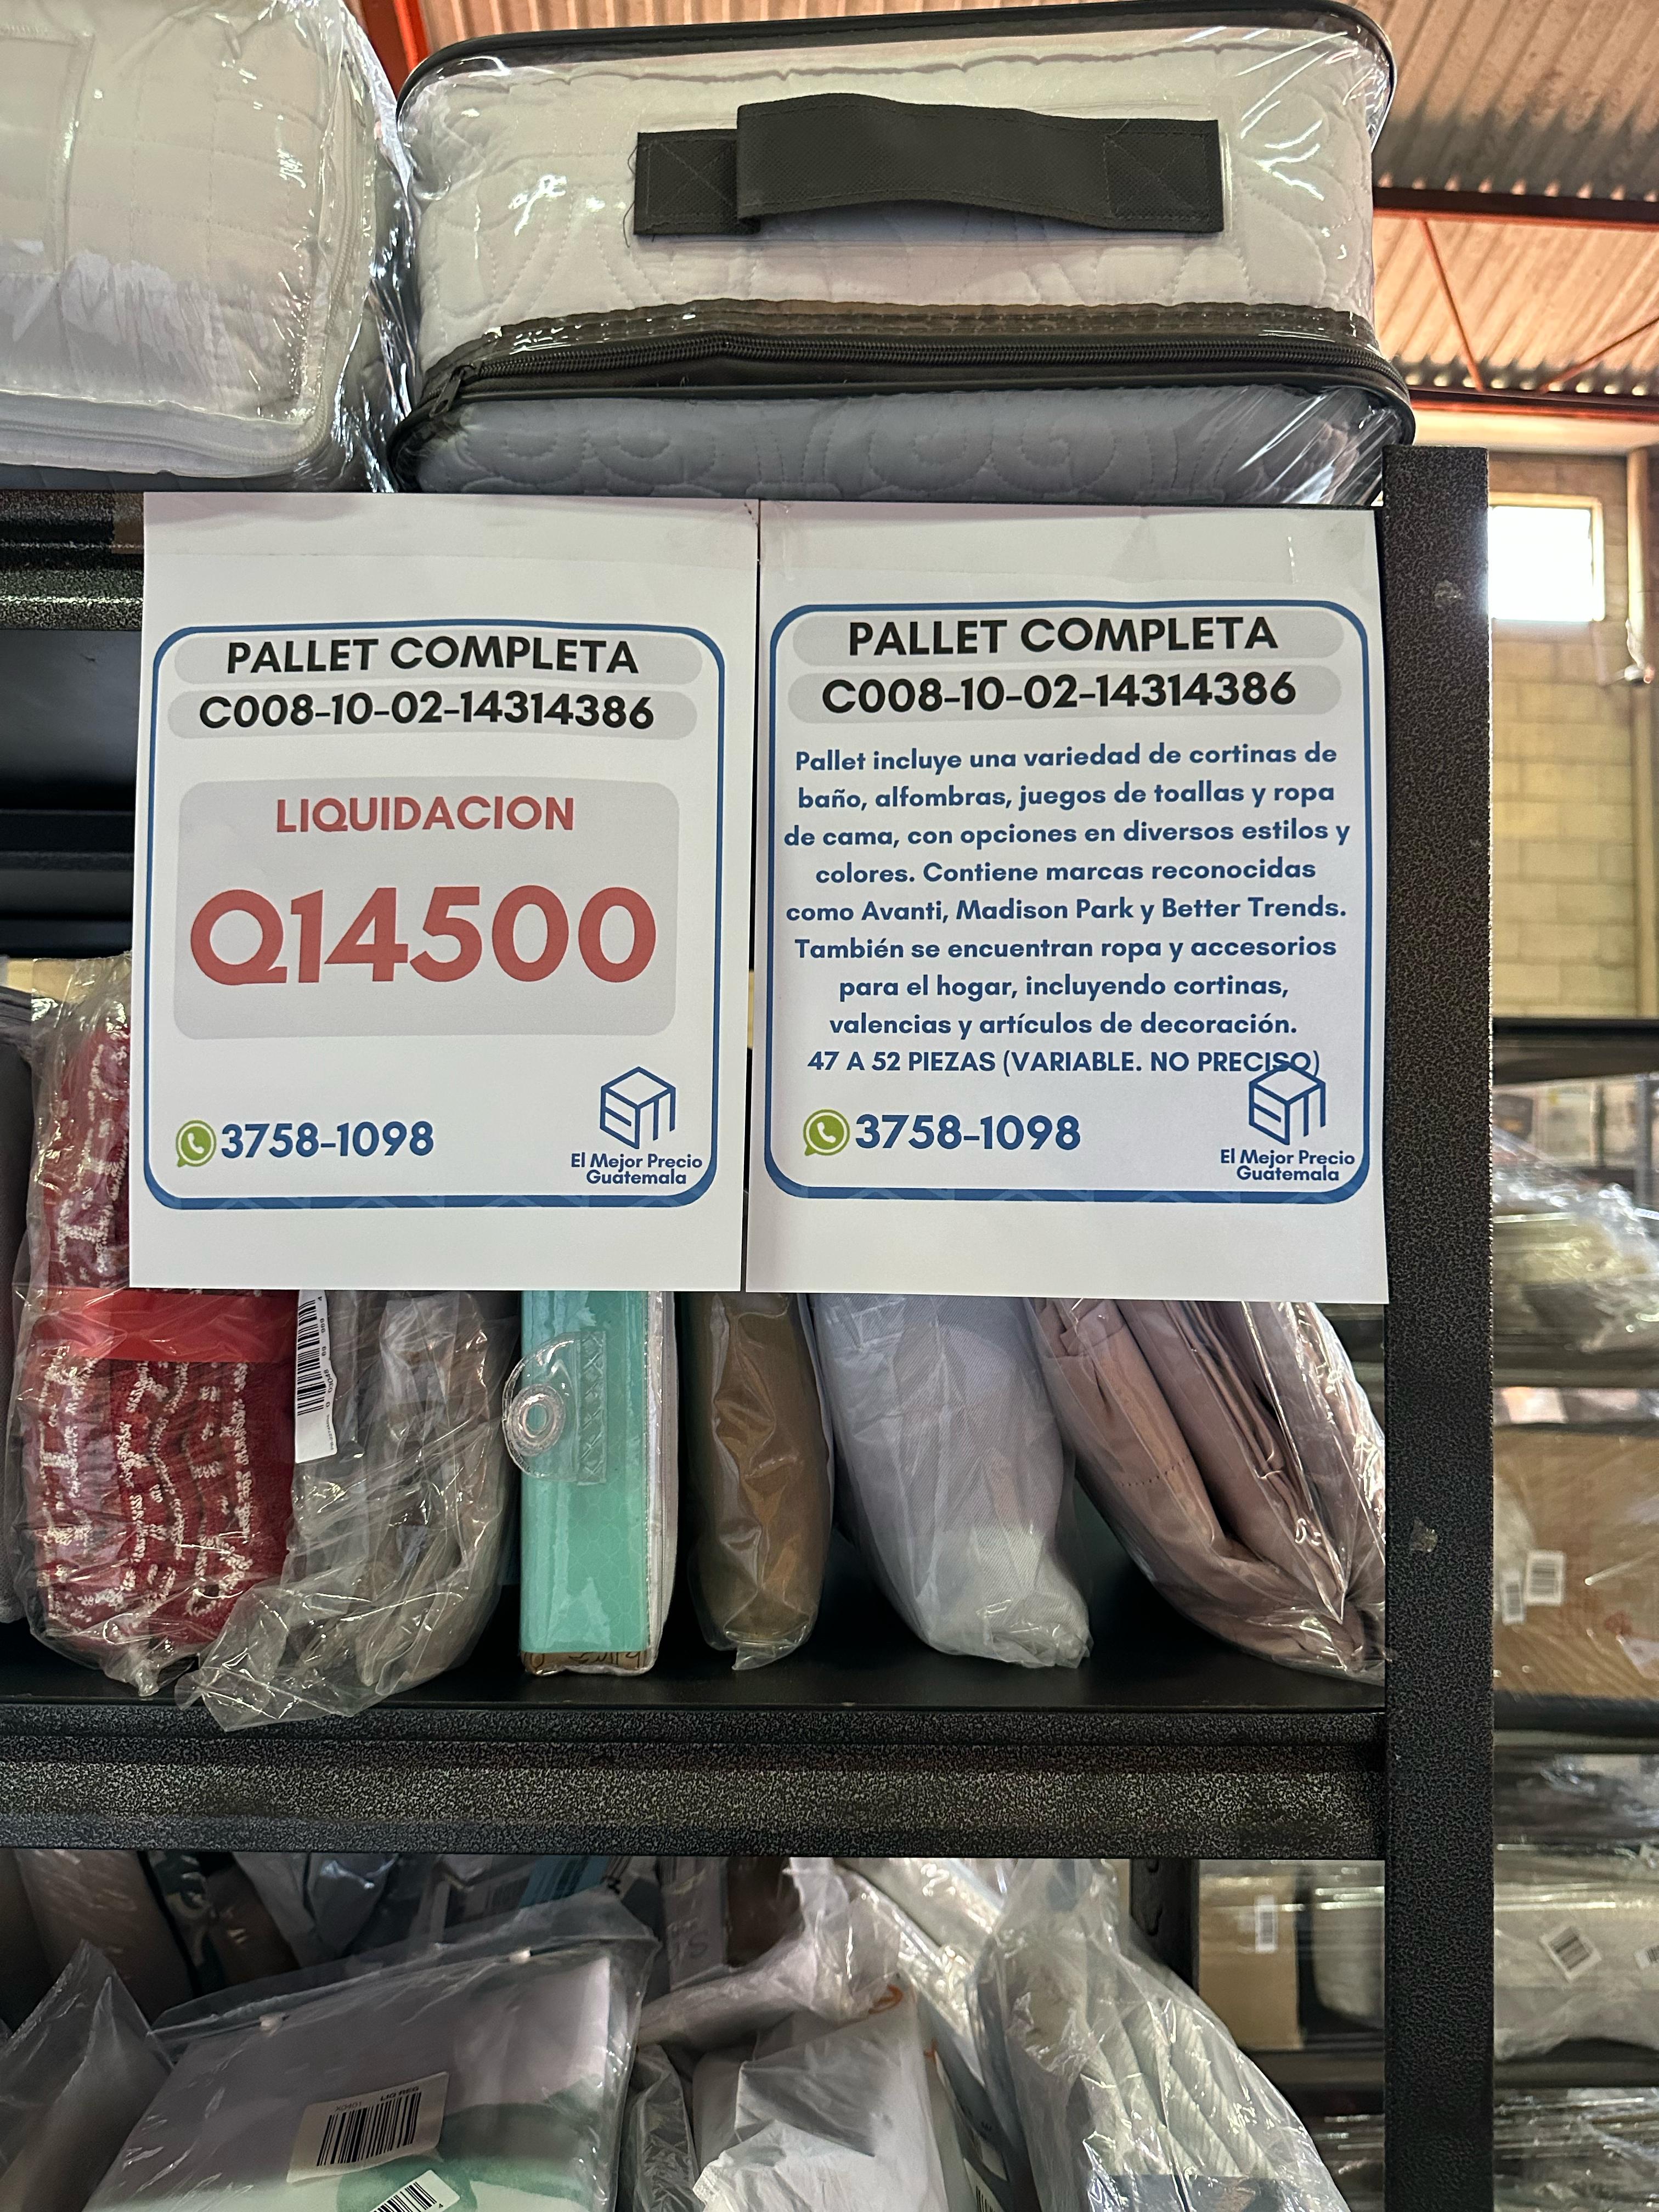 PALLET COMPLETA
C008-10-02-14314386
LIQUIDACION
Q14500
3758-1098
El Mejor Precio
Guatemala
PALLET COMPLETA
C008-10-02-14314386
Pallet incluye una variedad de cortinas de
baño, alfombras, juegos de toallas y ropa
de cama, con opciones en diversos estilos y
colores. Contiene marcas reconocidas
como Avanti, Madison Park y Better Trends.
También se encuentran ropa y accesorios
para el hogar, incluyendo cortinas,
valencias y artículos de decoración.
47 A 52 PIEZAS (VARIABLE. NO PRECISO)
3758-1098
El Mejor Precio
Guatemala
LIQ REG